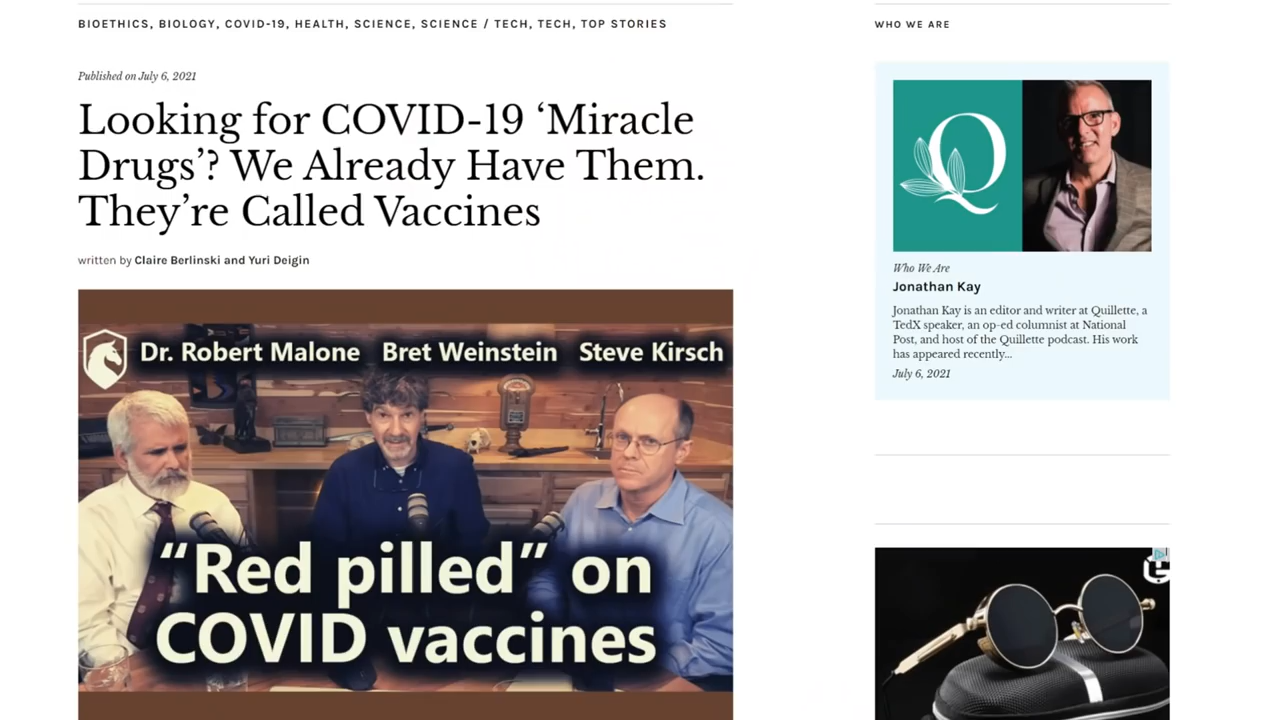 BIOETHICS, BIOLOGY, COVID-19, HEALTH, SCIENCE, SCIENCE / TECH, TECH, TOP STORIES
Published on July 6, 2021
Looking for COVID-19 ‘Miracle
Drugs’? We Already Have Them.
They’re Called Vaccines
written by Claire Berlinski and Yuri Deigin
Dr. Robert Malone Bret Weinstein Steve Kirsch
“Red pilled” on
COVID vaccines
WHO WE ARE
Q
Who We Are
Jonathan Kay
Jonathan Kay is an editor and writer at Quillette, a
TedX speaker, an op-ed columnist at National
Post, and host of the Quillette podcast. His work
has appeared recently...
July 6, 2021